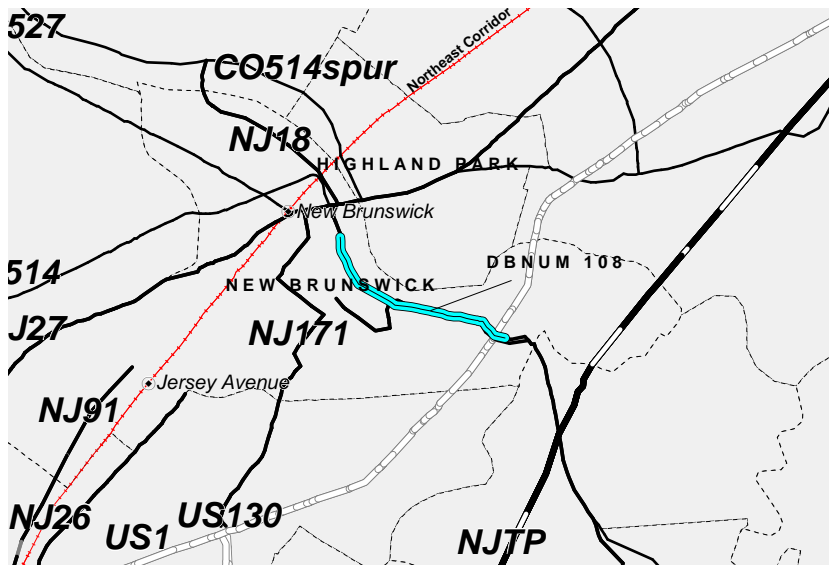 527
CO514spur
Northeast Corridor
NJ18
HIGHLAND PARK
New Brunswick
DBNUM 108
514
NEW BRUNSWICK
J27
NJ171
Jersey Avenue
NJ91
NJ26
US130
US1
NJTP